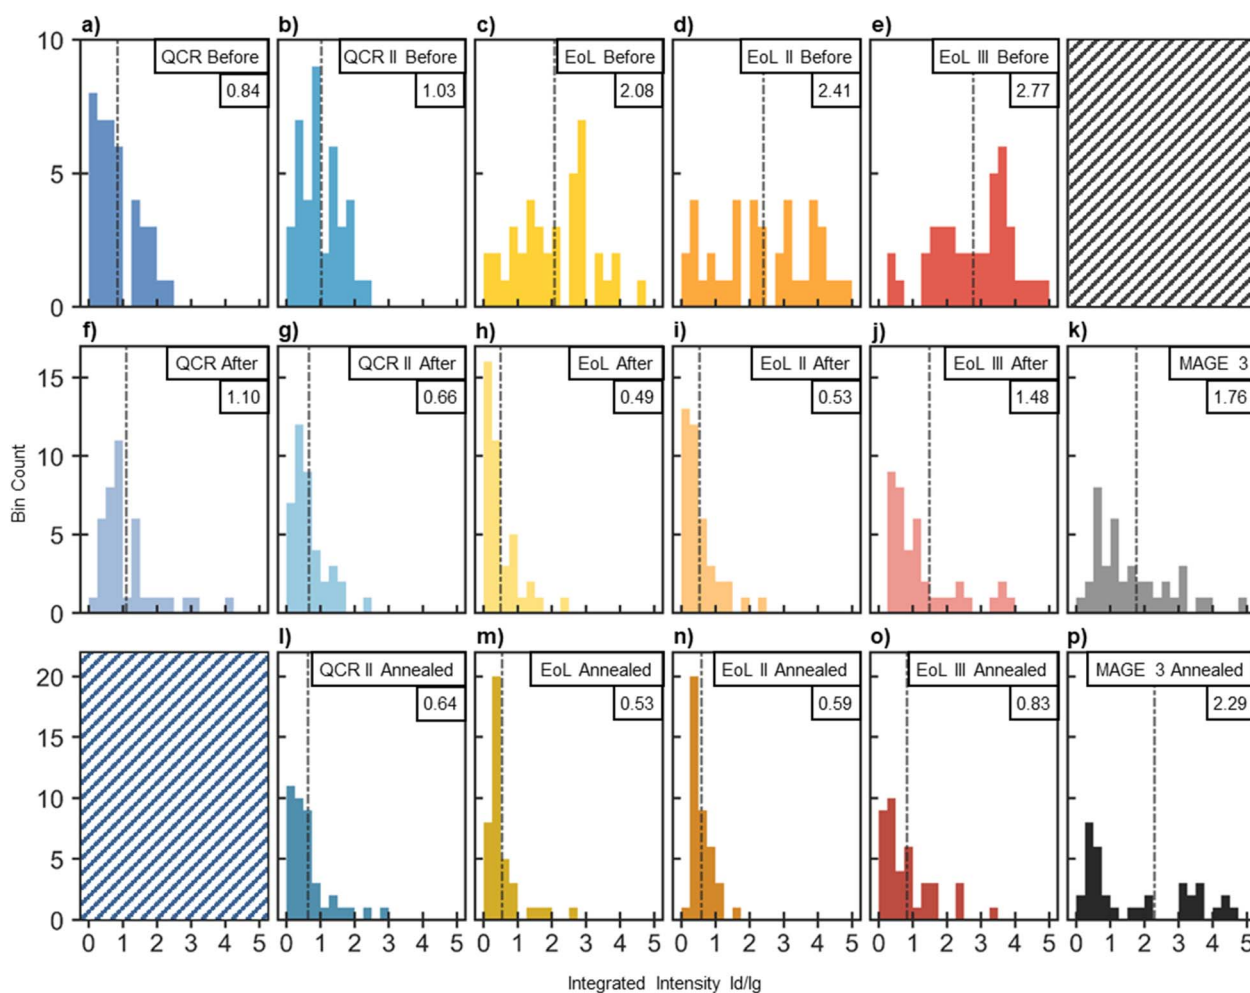 a) b) c) d) e)
10 QCR Before QCR II Before EoL Before EoL II Before EoL III Before
0.84 1.03 2.08 2.41 2.77
5
0
f) g) h) i) j) k)
QCR After QCR II After EoL After EoL II After EoL III After MAGE 3
15 1.10 0.66 0.49 0.53 1.48 1.76
10
5
0
Bin Count
l) m) n) o) p)
20 QCR II Annealed EoL Annealed EoL II Annealed EoL III Annealed MAGE 3 Annealed
0.64 0.53 0.59 0.83 2.29
15
10
5
0
0 1 2 3 4 5 0 1 2 3 4 5 0 1 2 3 4 5 0 1 2 3 4 5 0 1 2 3 4 5 0 1 2 3 4 5
Integrated Intensity Id/Ig